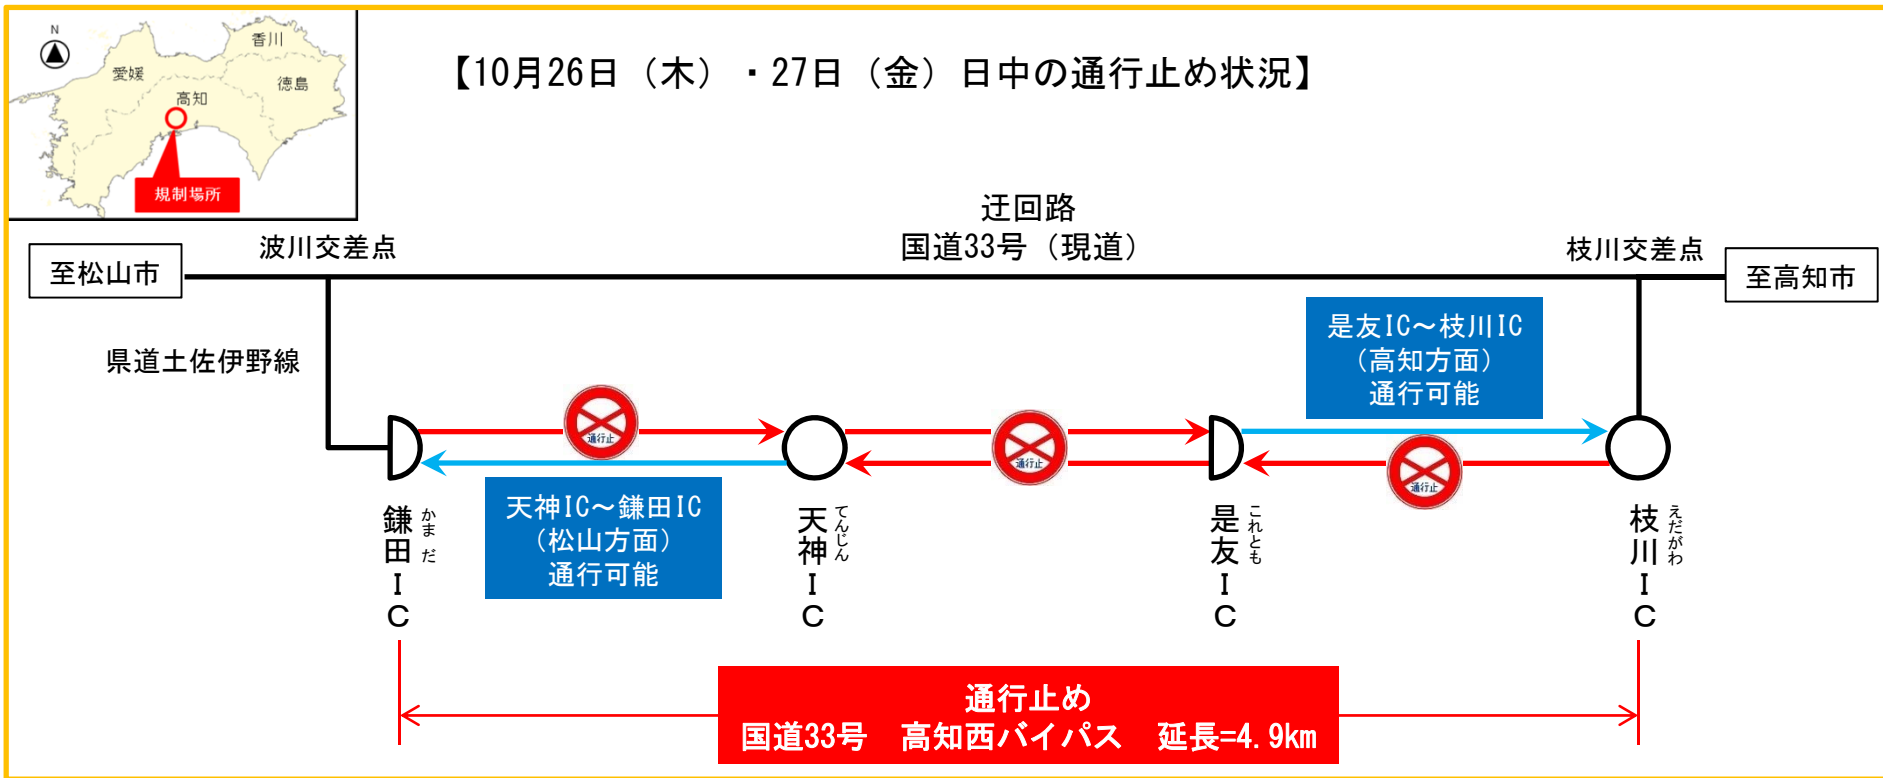 N
香川
愛媛
徳島
高知
規制場所
【10月26日（木）・27日（金）日中の通行止め状況】
迂回路
国道33号（現道）
波川交差点
枝川交差点
至松山市
至高知市
県道土佐伊野線
是友IC～枝川IC
（高知方面）
通行可能
通行止
通行止
通行止
天神IC～鎌田IC
（松山方面）
通行可能
鎌田IC
かまだ
天神IC
てんじん
是友IC
これとも
枝川IC
えだがわ
通行止め
国道33号　高知西バイパス　延長=4.9km